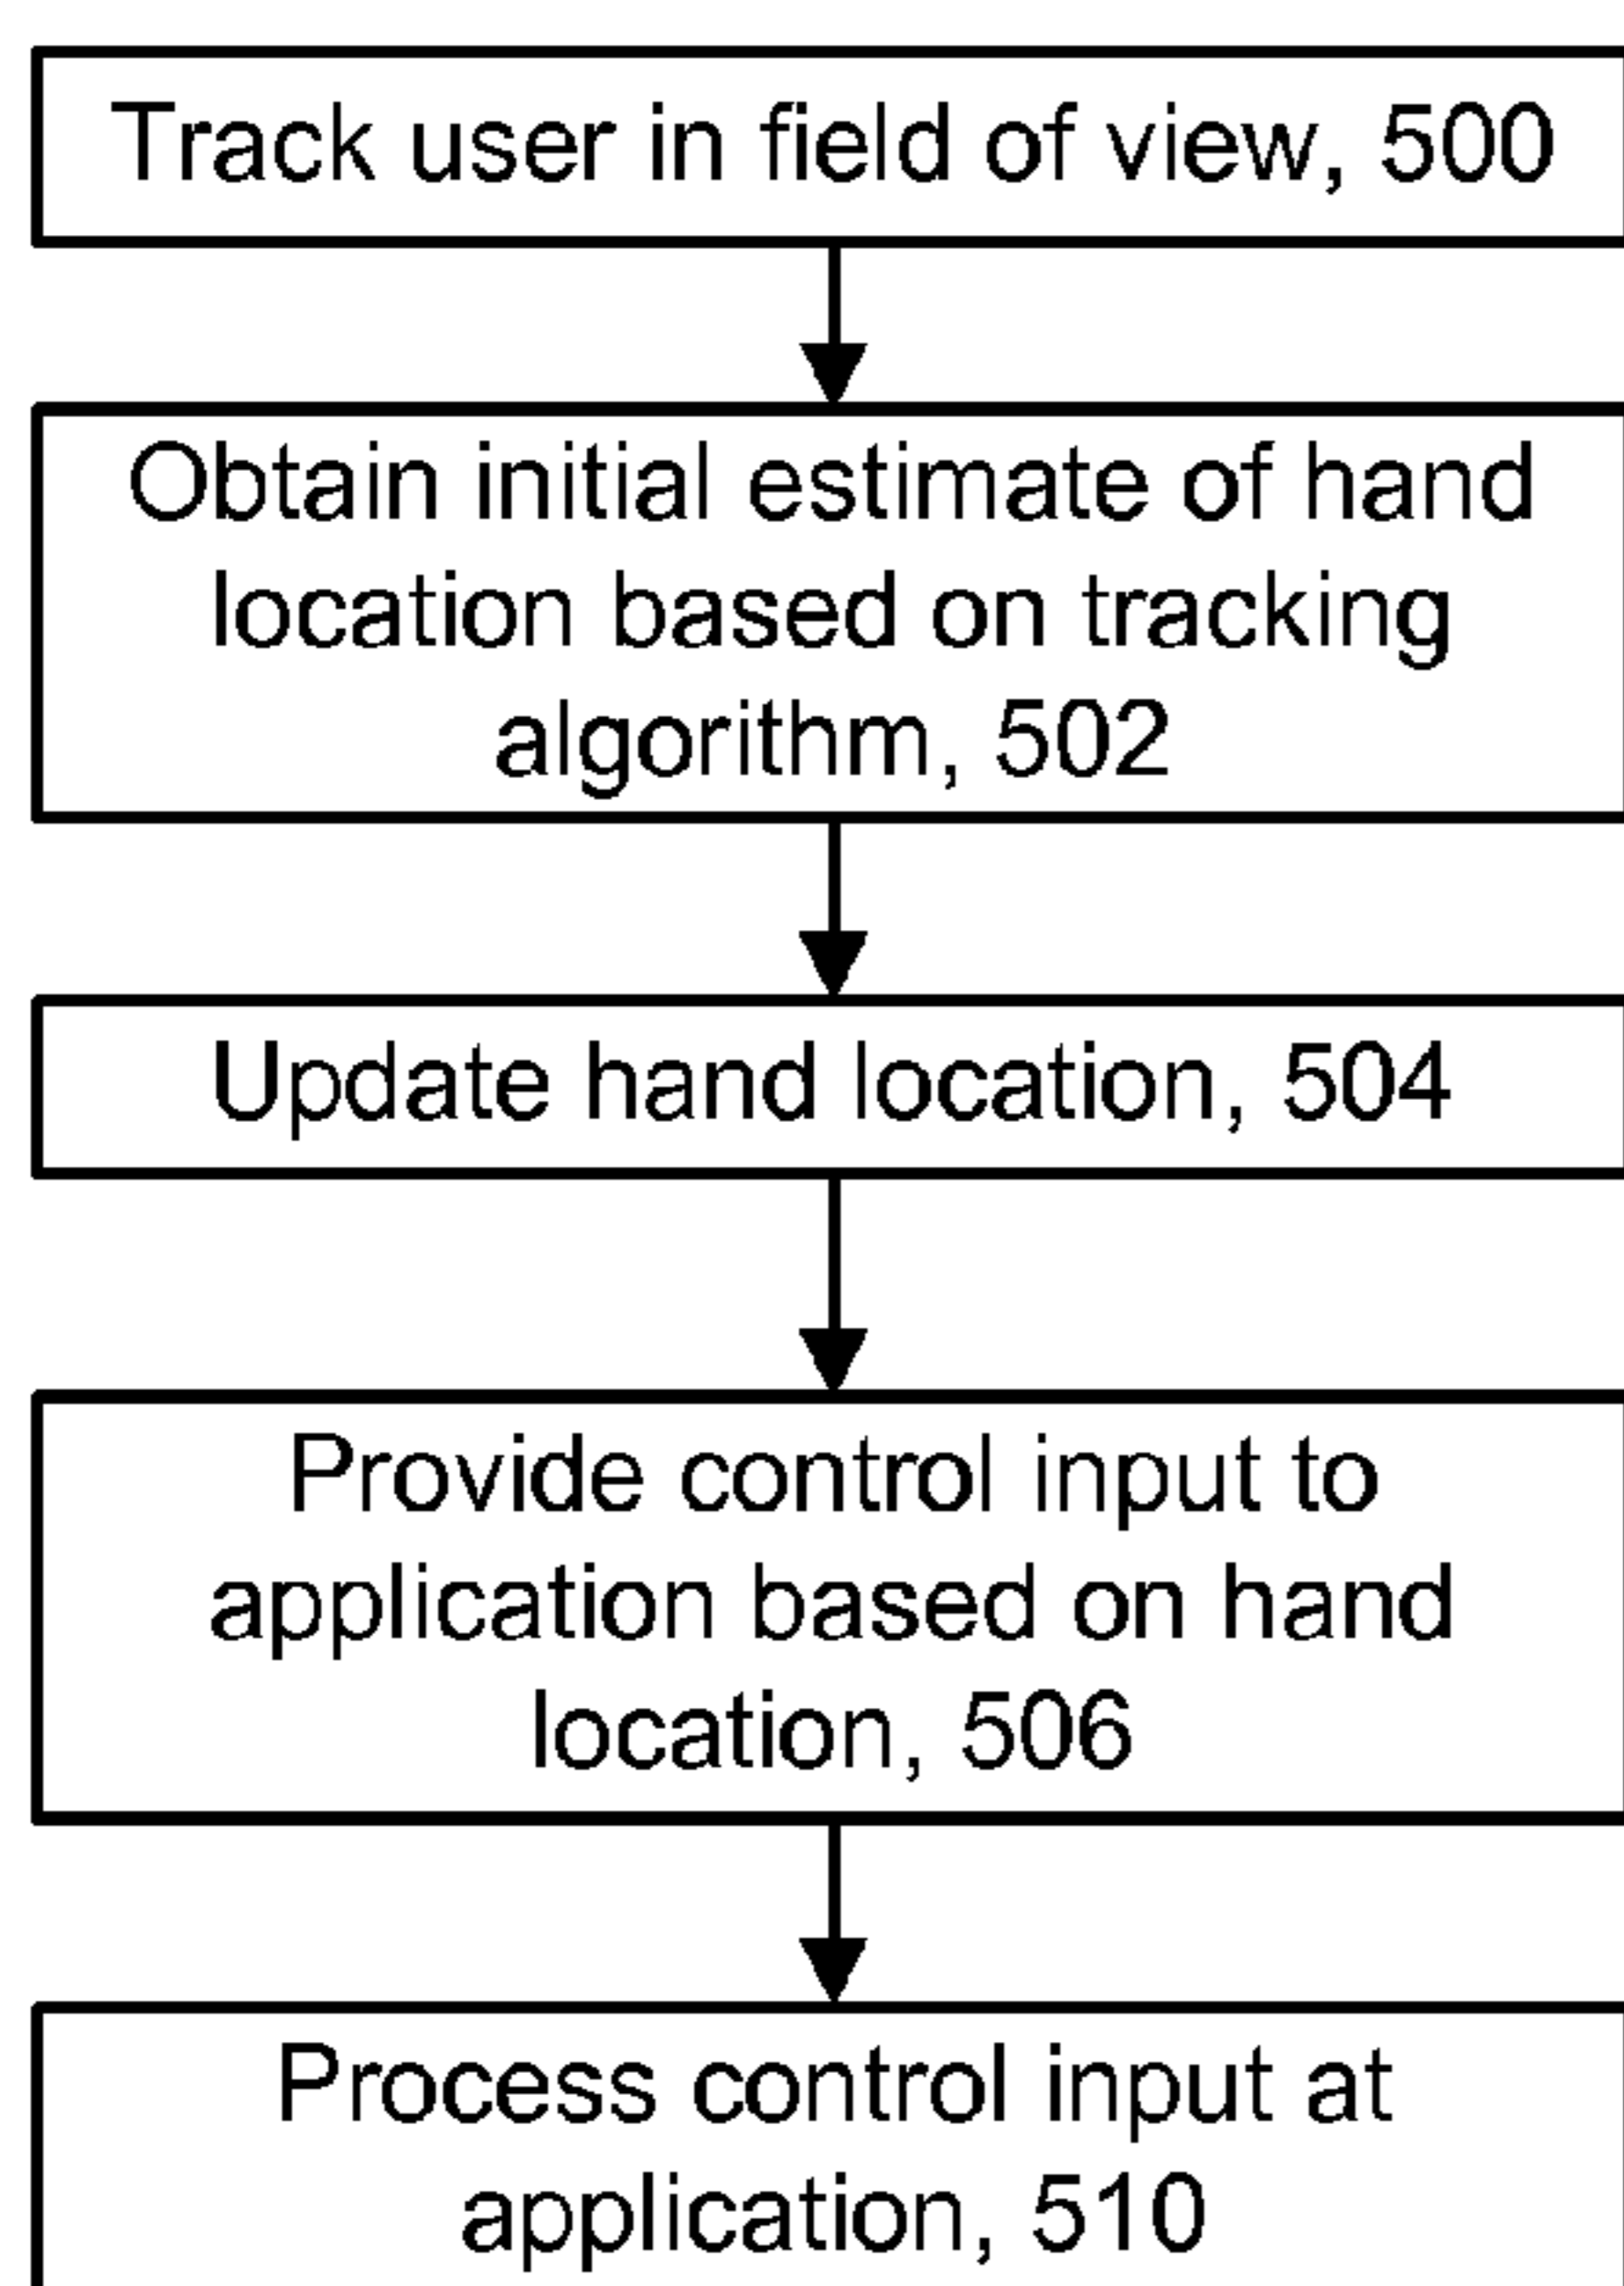 Track user in field of view, 500
Obtain initial estimate of hand
location based on tracking
algorithm, 502
Update hand location, 504
Provide control input to
application based on hand
location, 506
Process control input at
application, 510